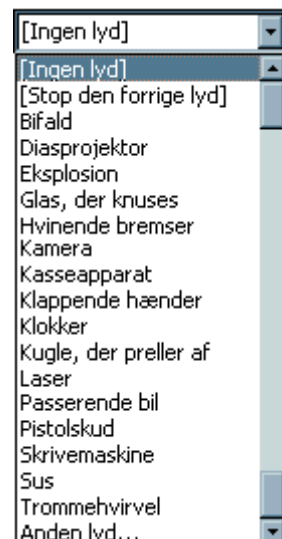 [Ingen lyd]
[Ingen lyd]
[Stop den forrige lyd]
Bifald
Diasprojektor
Eksplosion
Glas, der knuses
Hvinende bremser
Kamera
Kasseapparat
Klappende hænder
Klokker
Kugle, der preller af
Laser
Passerende bil
Pistolskud
Skrivemaskine
Sus
Trommehvirvel
Anden lyd...